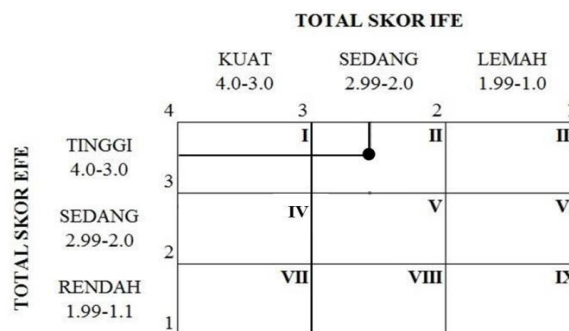 TOTAL SKOR IFE
KUAT SEDANG LEMAH
4.0-3.0 2.99-2.0 1.99-1.0
4 3 2
I II
TINGGI
4.0-3.0
3
IV V
SEDANG
2.99-2.0
2
VII VIII IX
RENDAH
1.99-1.1
1
TOTAL SKOR EFE